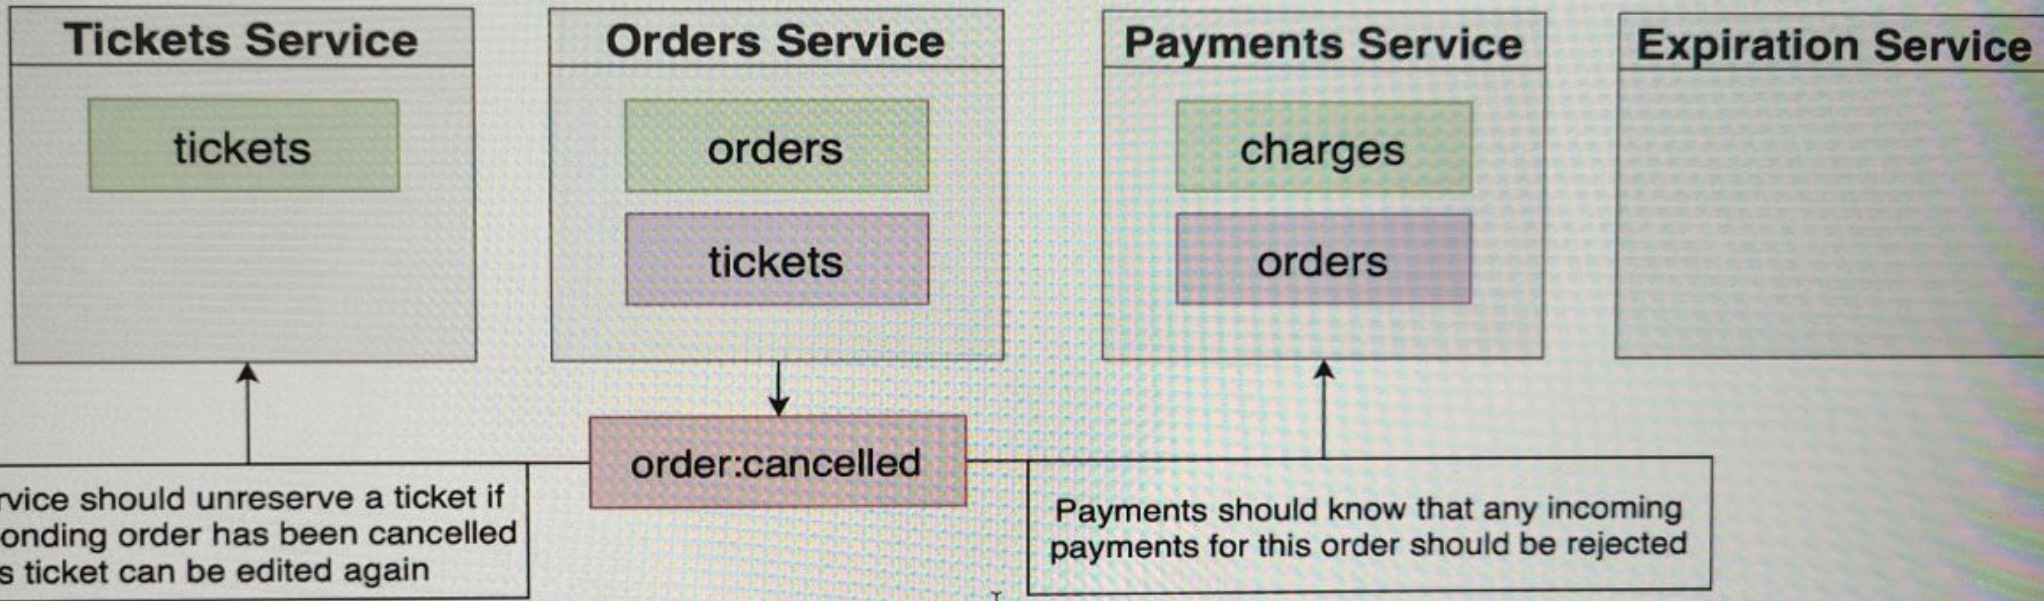 Tickets Service
tickets
Orders Service
orders
tickets
Payments Service
charges
orders
Expiration Service
order:cancelled
should unreserve a ticket if
order has been cancelled
ticket can be edited again
Payments should know that any incoming
payments for this order should be rejected